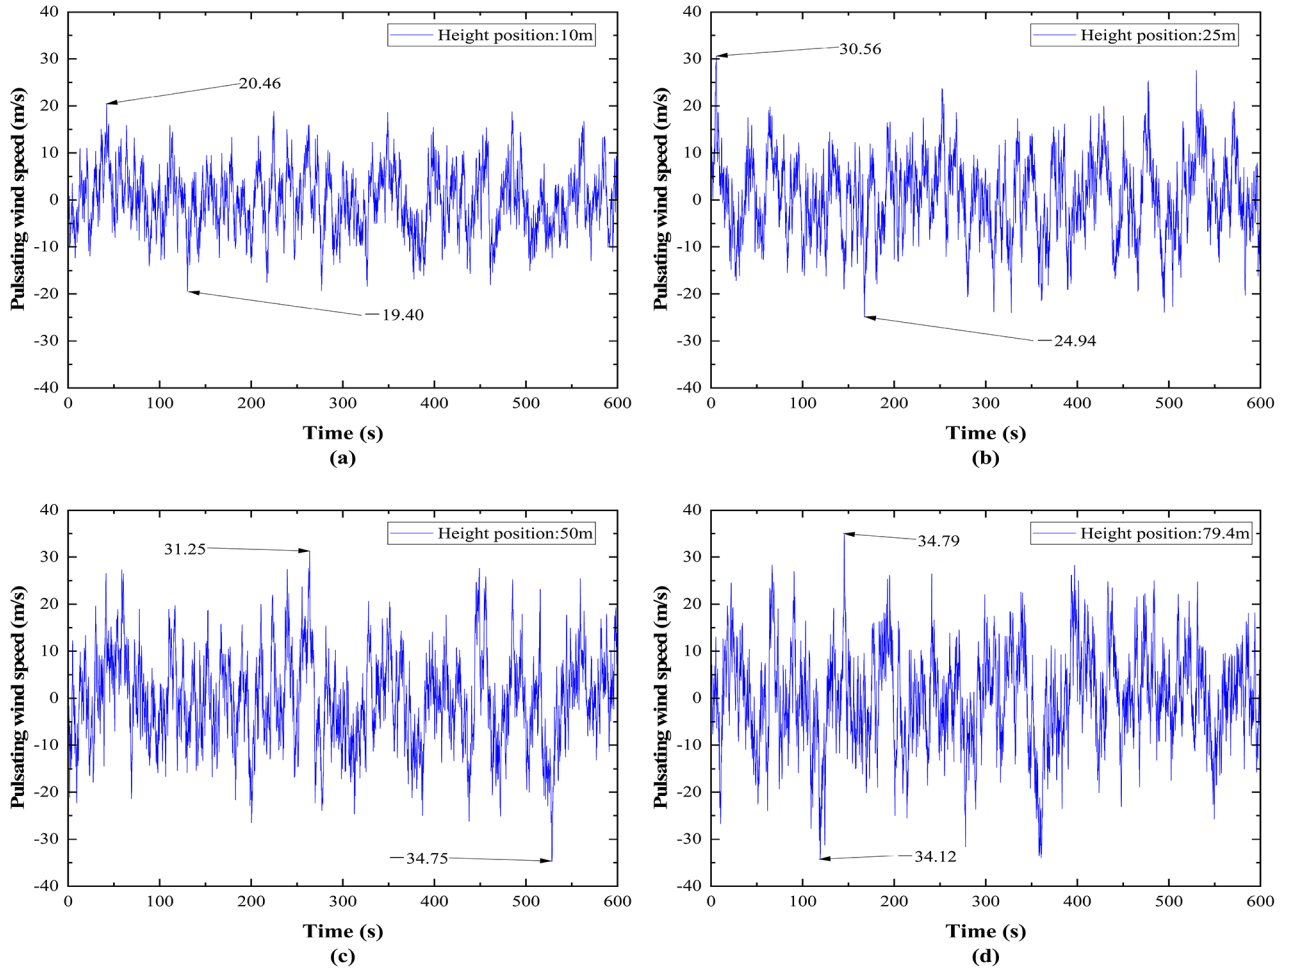 (a)
40
30
20
10
0
-10
-20
-30
-40
Pulsating wind speed (m/s)
Height position:10m
20.46
−19.40
0 100 200 300 400 500 600
Time (s)
(a)
(b)
40
30
20
10
0
-10
-20
-30
-40
Pulsating wind speed (m/s)
Height position:25m
30.56
−24.94
0 100 200 300 400 500 600
Time (s)
(b)
40
30
20
10
0
-10
-20
-30
-40
Pulsating wind speed (m/s)
Height position:50m
31.25
−34.75
0 100 200 300 400 500 600
Time (s)
(c)
40
30
20
10
0
-10
-20
-30
-40
Pulsating wind speed (m/s)
Height position:79.4m
34.79
−34.12
0 100 200 300 400 500 600
Time (s)
(d)